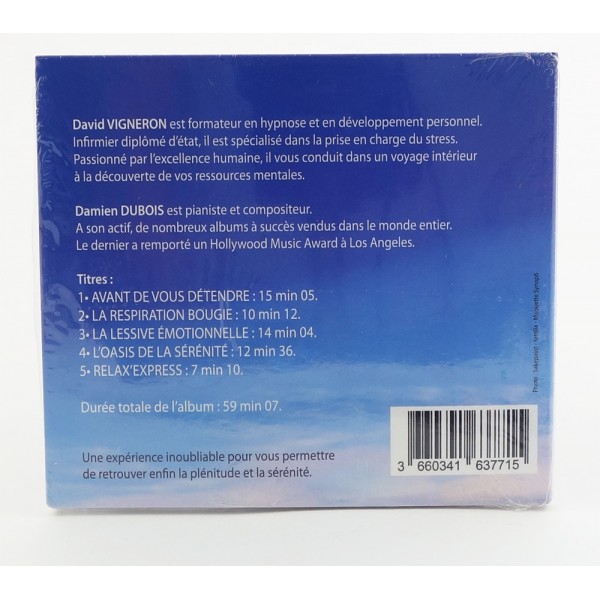 David VIGNERON est formateur en hypnose et en développement personnel.
Infirmier diplômé d'état, il est spécialisé dans la prise en charge du stress.
Passionné par l'excellence humaine, il vous conduit dans un voyage intérieur
à la découverte de vos ressources mentales.
Damien DUBOIS est pianiste et compositeur.
A son actif, de nombreux albums à succès vendus dans le monde entier.
Le dernier a remporté un Hollywood Music Award à Los Angeles.
Titres :
1• AVANT DE VOUS DÉTENDRE : 15 min 05.
2• LA RESPIRATION BOUGIE : 10 min 12.
3• LA LESSIVE ÉMOTIONNELLE : 14 min 04.
4• L'OASIS DE LA SÉRÉNITÉ : 12 min 36.
5• RELAX'EXPRESS : 7 min 10.
Durée totale de l'album : 59 min 07.
Une expérience inoubliable pour vous permettre
de retrouver enfin la plénitude et la sérénité.
3 660341 637715
Photo